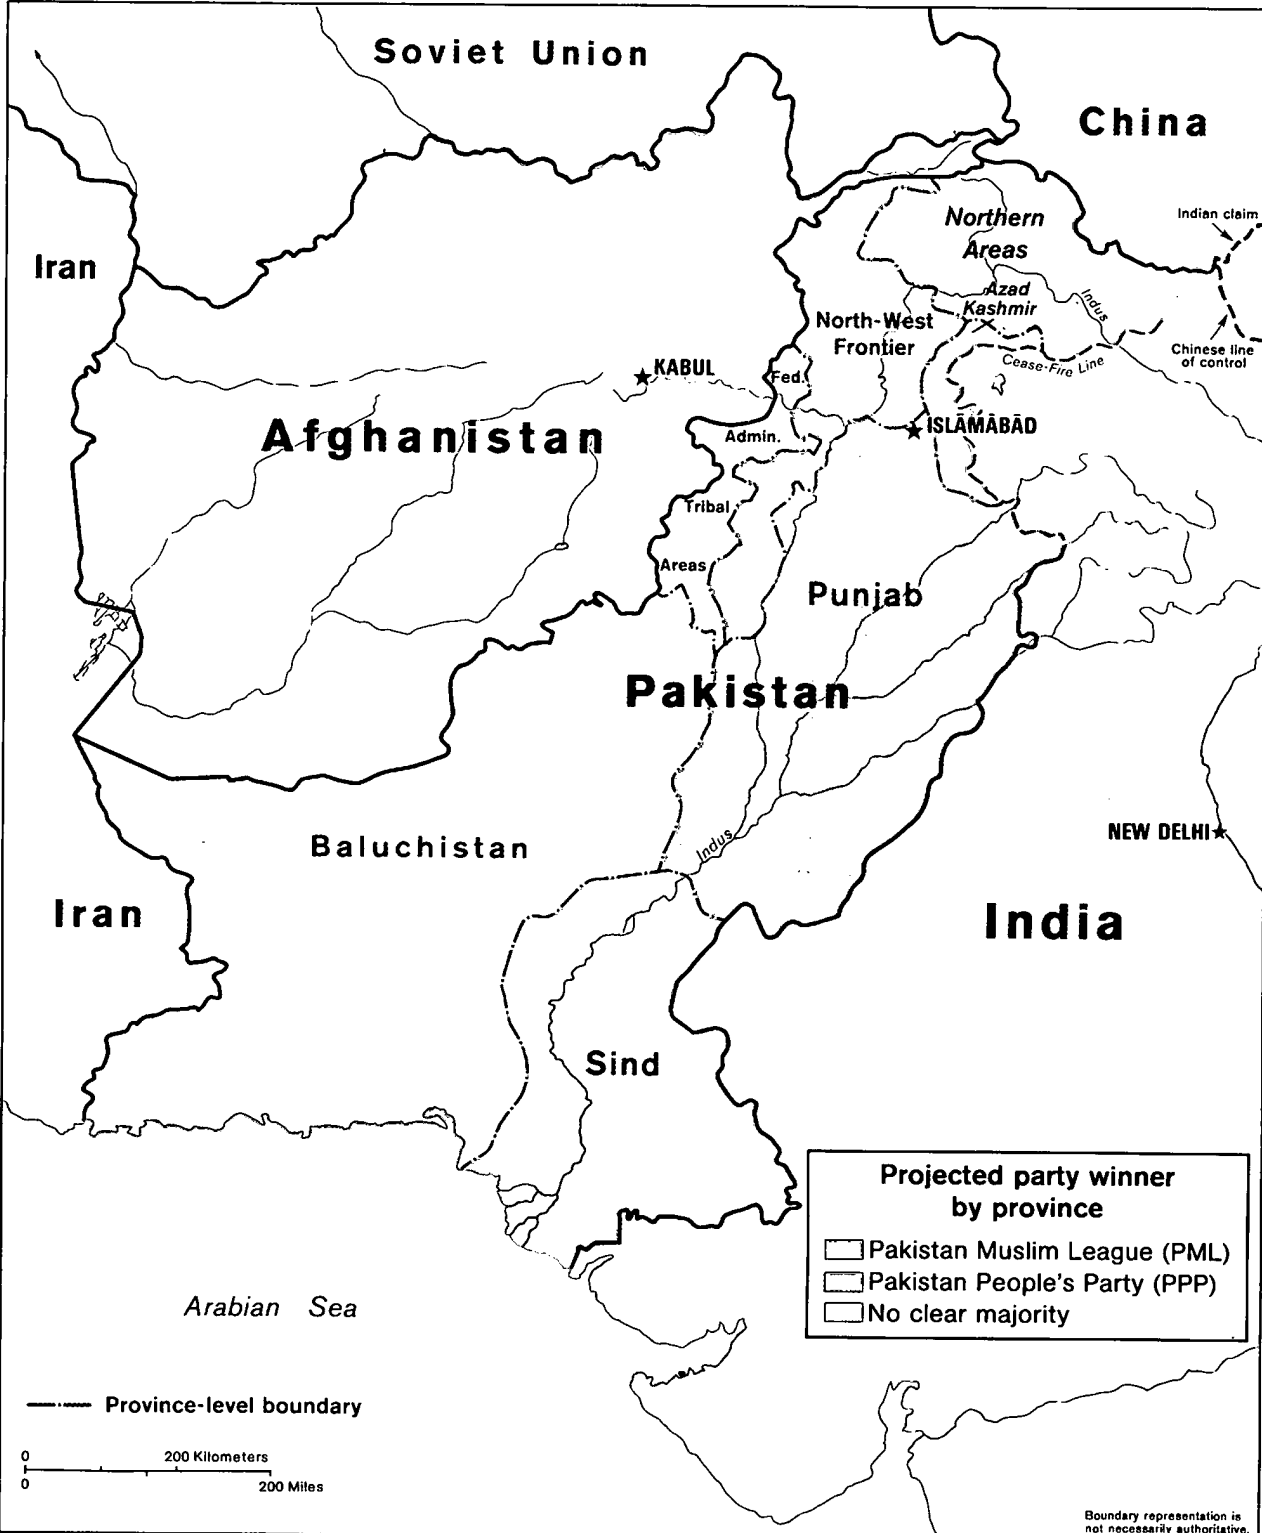 Soviet Union
China
Indian claim
Northern
Areas
Iran
Azad
Kashmir
Indus
North-West
Frontier
Chinese line
of control
Cease-Fire Line
KABUL
Fed.
ISLĀMĀBĀD
Afghanistan
Admin.
Tribal
Areas
Punjab
Pakistan
NEW DELHI
Indus
Baluchistan
Iran
India
Sind
Projected party winner
by province
Pakistan Muslim League (PML)
Pakistan People's Party (PPP)
No clear majority
Arabian Sea
Province-level boundary
0 200 Kilometers
0 200 Miles
Boundary representation is
not necessarily authoritative.